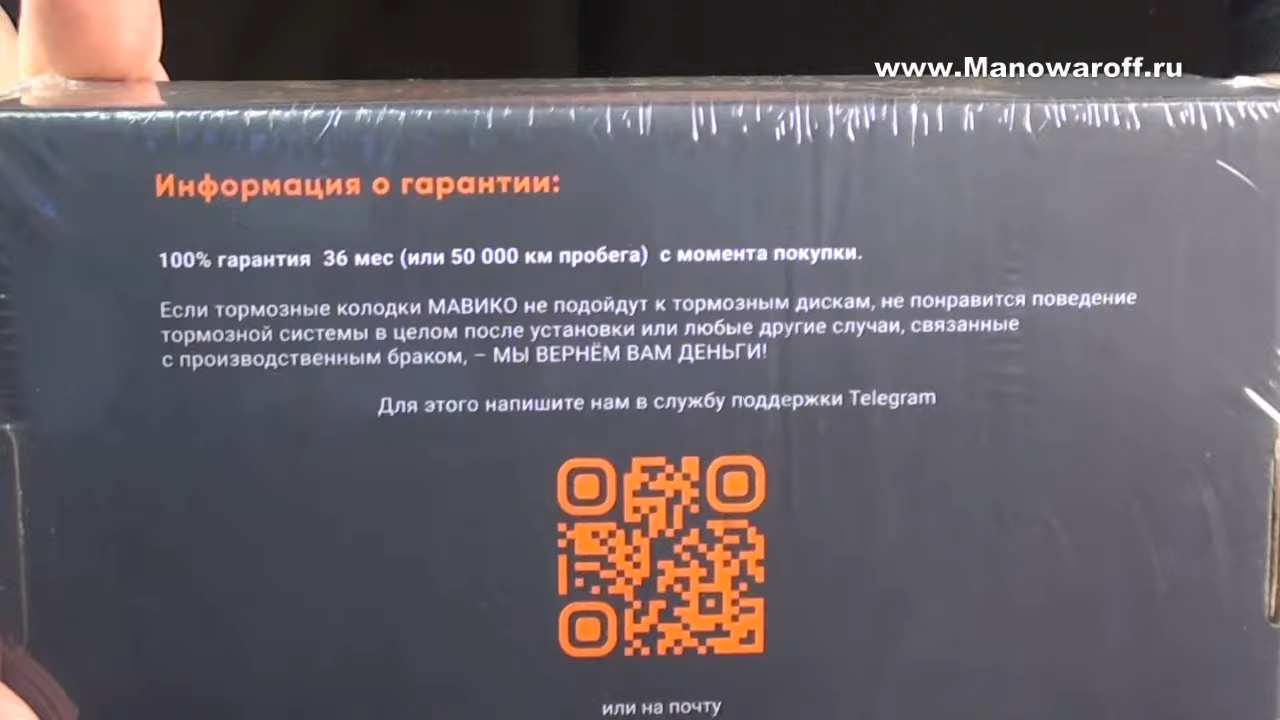 www.Manowaroff.ru
Информация о гарантии:
100% гарантия 36 мес (или 50 000 км пробега) с момента покупки.
Если тормозные колодки МАВИКО не подойдут к тормозным дискам, не понравится поведение
тормозной системы в целом после установки или любые другие случаи, связанные
с производственным браком, – МЫ ВЕРНЁМ ВАМ ДЕНЬГИ!
Для этого напишите нам в службу поддержки Telegram
или на почту